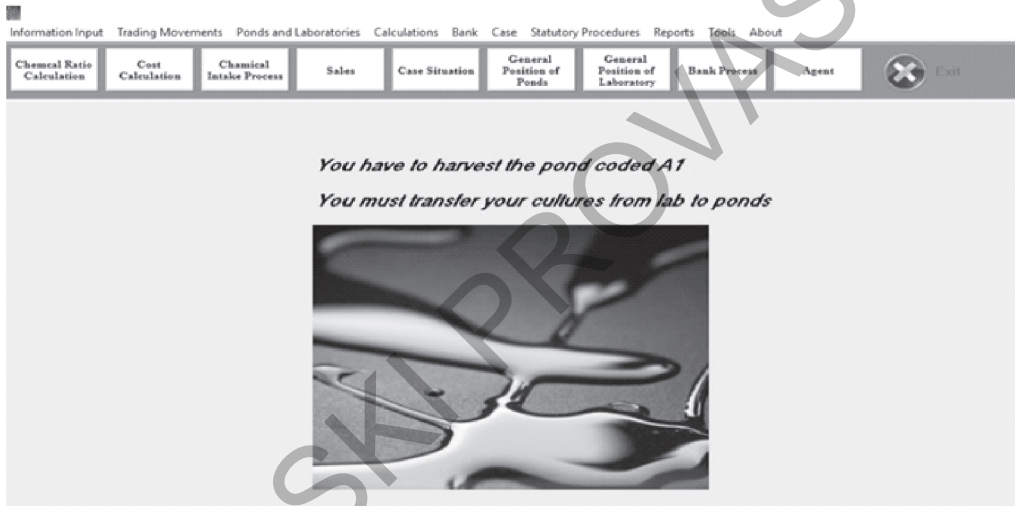 Information Input Trading Movements Ponds and Laboratories Calculations Bank Case Statutory Procedures Reports Tools About
Chemcal Ratio Calculation Cost Calculation Chamical Intake Process Sales Case Situation General Position of Ponds General Position of Laboratory Bank Process Agent Exit
You have to harvest the pond coded A1
You must transfer your cultures from lab to ponds
SKI PROVAS